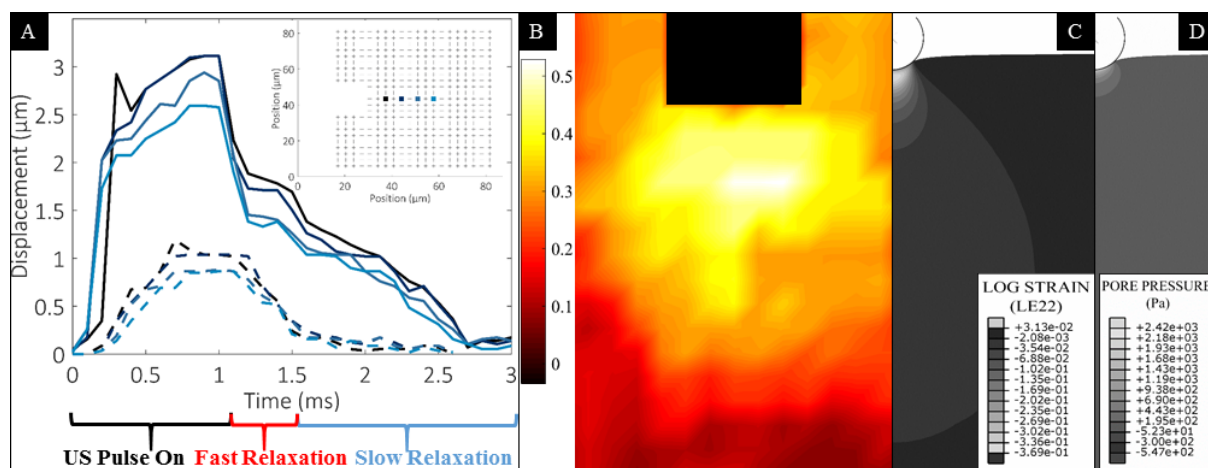 A
Displacement (μm)
3
2.5
2
1.5
1
0.5
0
0
0.5
1
1.5
2
2.5
3
Time (ms)
Position (μm)
80
60
40
20
0
20
40
60
80
Position (μm)
US Pulse On
Fast Relaxation
Slow Relaxation
B
0.5
0.4
0.3
0.2
0.1
0
C
LOG STRAIN
(LE22)
+3.13e-02
-2.08e-03
-3.54e-02
-6.88e-02
-1.02e-01
-1.35e-01
-1.69e-01
-2.02e-01
-2.35e-01
-2.69e-01
-3.02e-01
-3.36e-01
-3.69e-01
D
PORE PRESSURE
(Pa)
+2.42e+03
+2.18e+03
+1.93e+03
+1.68e+03
+1.43e+03
+1.19e+03
+9.38e+02
+6.90e+02
+4.43e+02
+1.95e+02
-5.23e+01
-3.00e+02
-5.47e+02